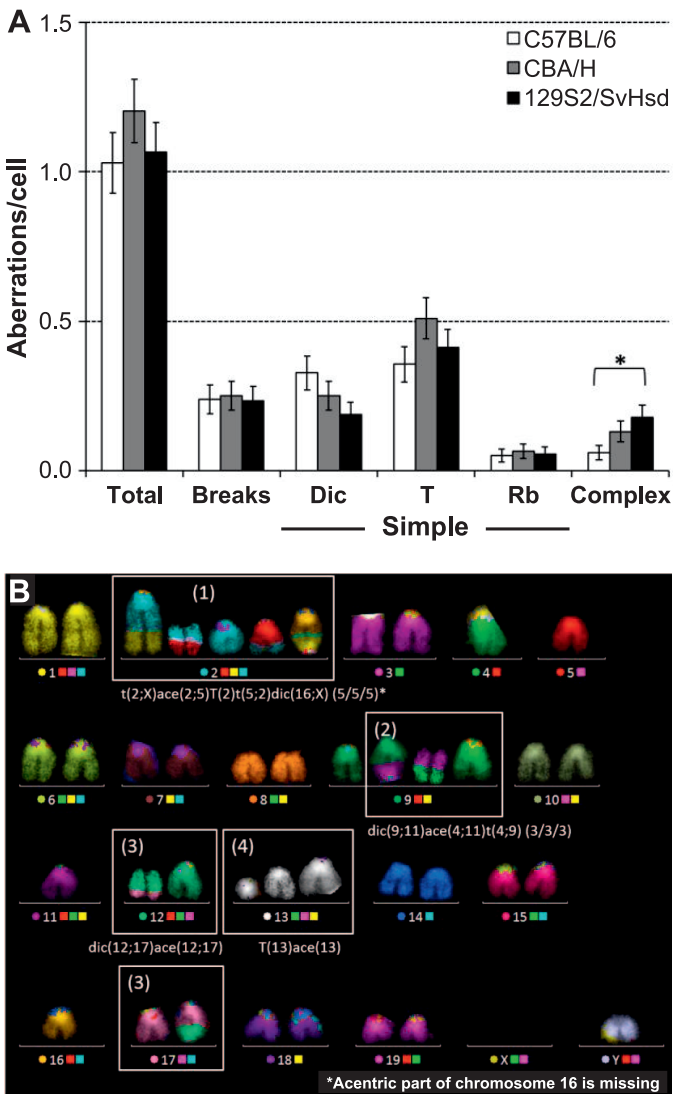 A
1.5
C57BL/6
CBA/H
129S2/SvHsd
1.0
0.5
0.0
Aberrations/cell
Total Breaks Dic T Rb Complex
*
Simple
B
(1)
1 2 3 4 5
t(2;X)ace(2;5)T(2)t(5;2)dic(16;X) (5/5/5)*
(2)
6 7 8 9 10
dic(9;11)ace(4;11)t(4;9) (3/3/3)
(3) (4)
11 12 13 14 15
dic(12;17)ace(12;17) T(13)ace(13)
(3)
16 17 18 19 X Y
*Acentric part of chromosome 16 is missing